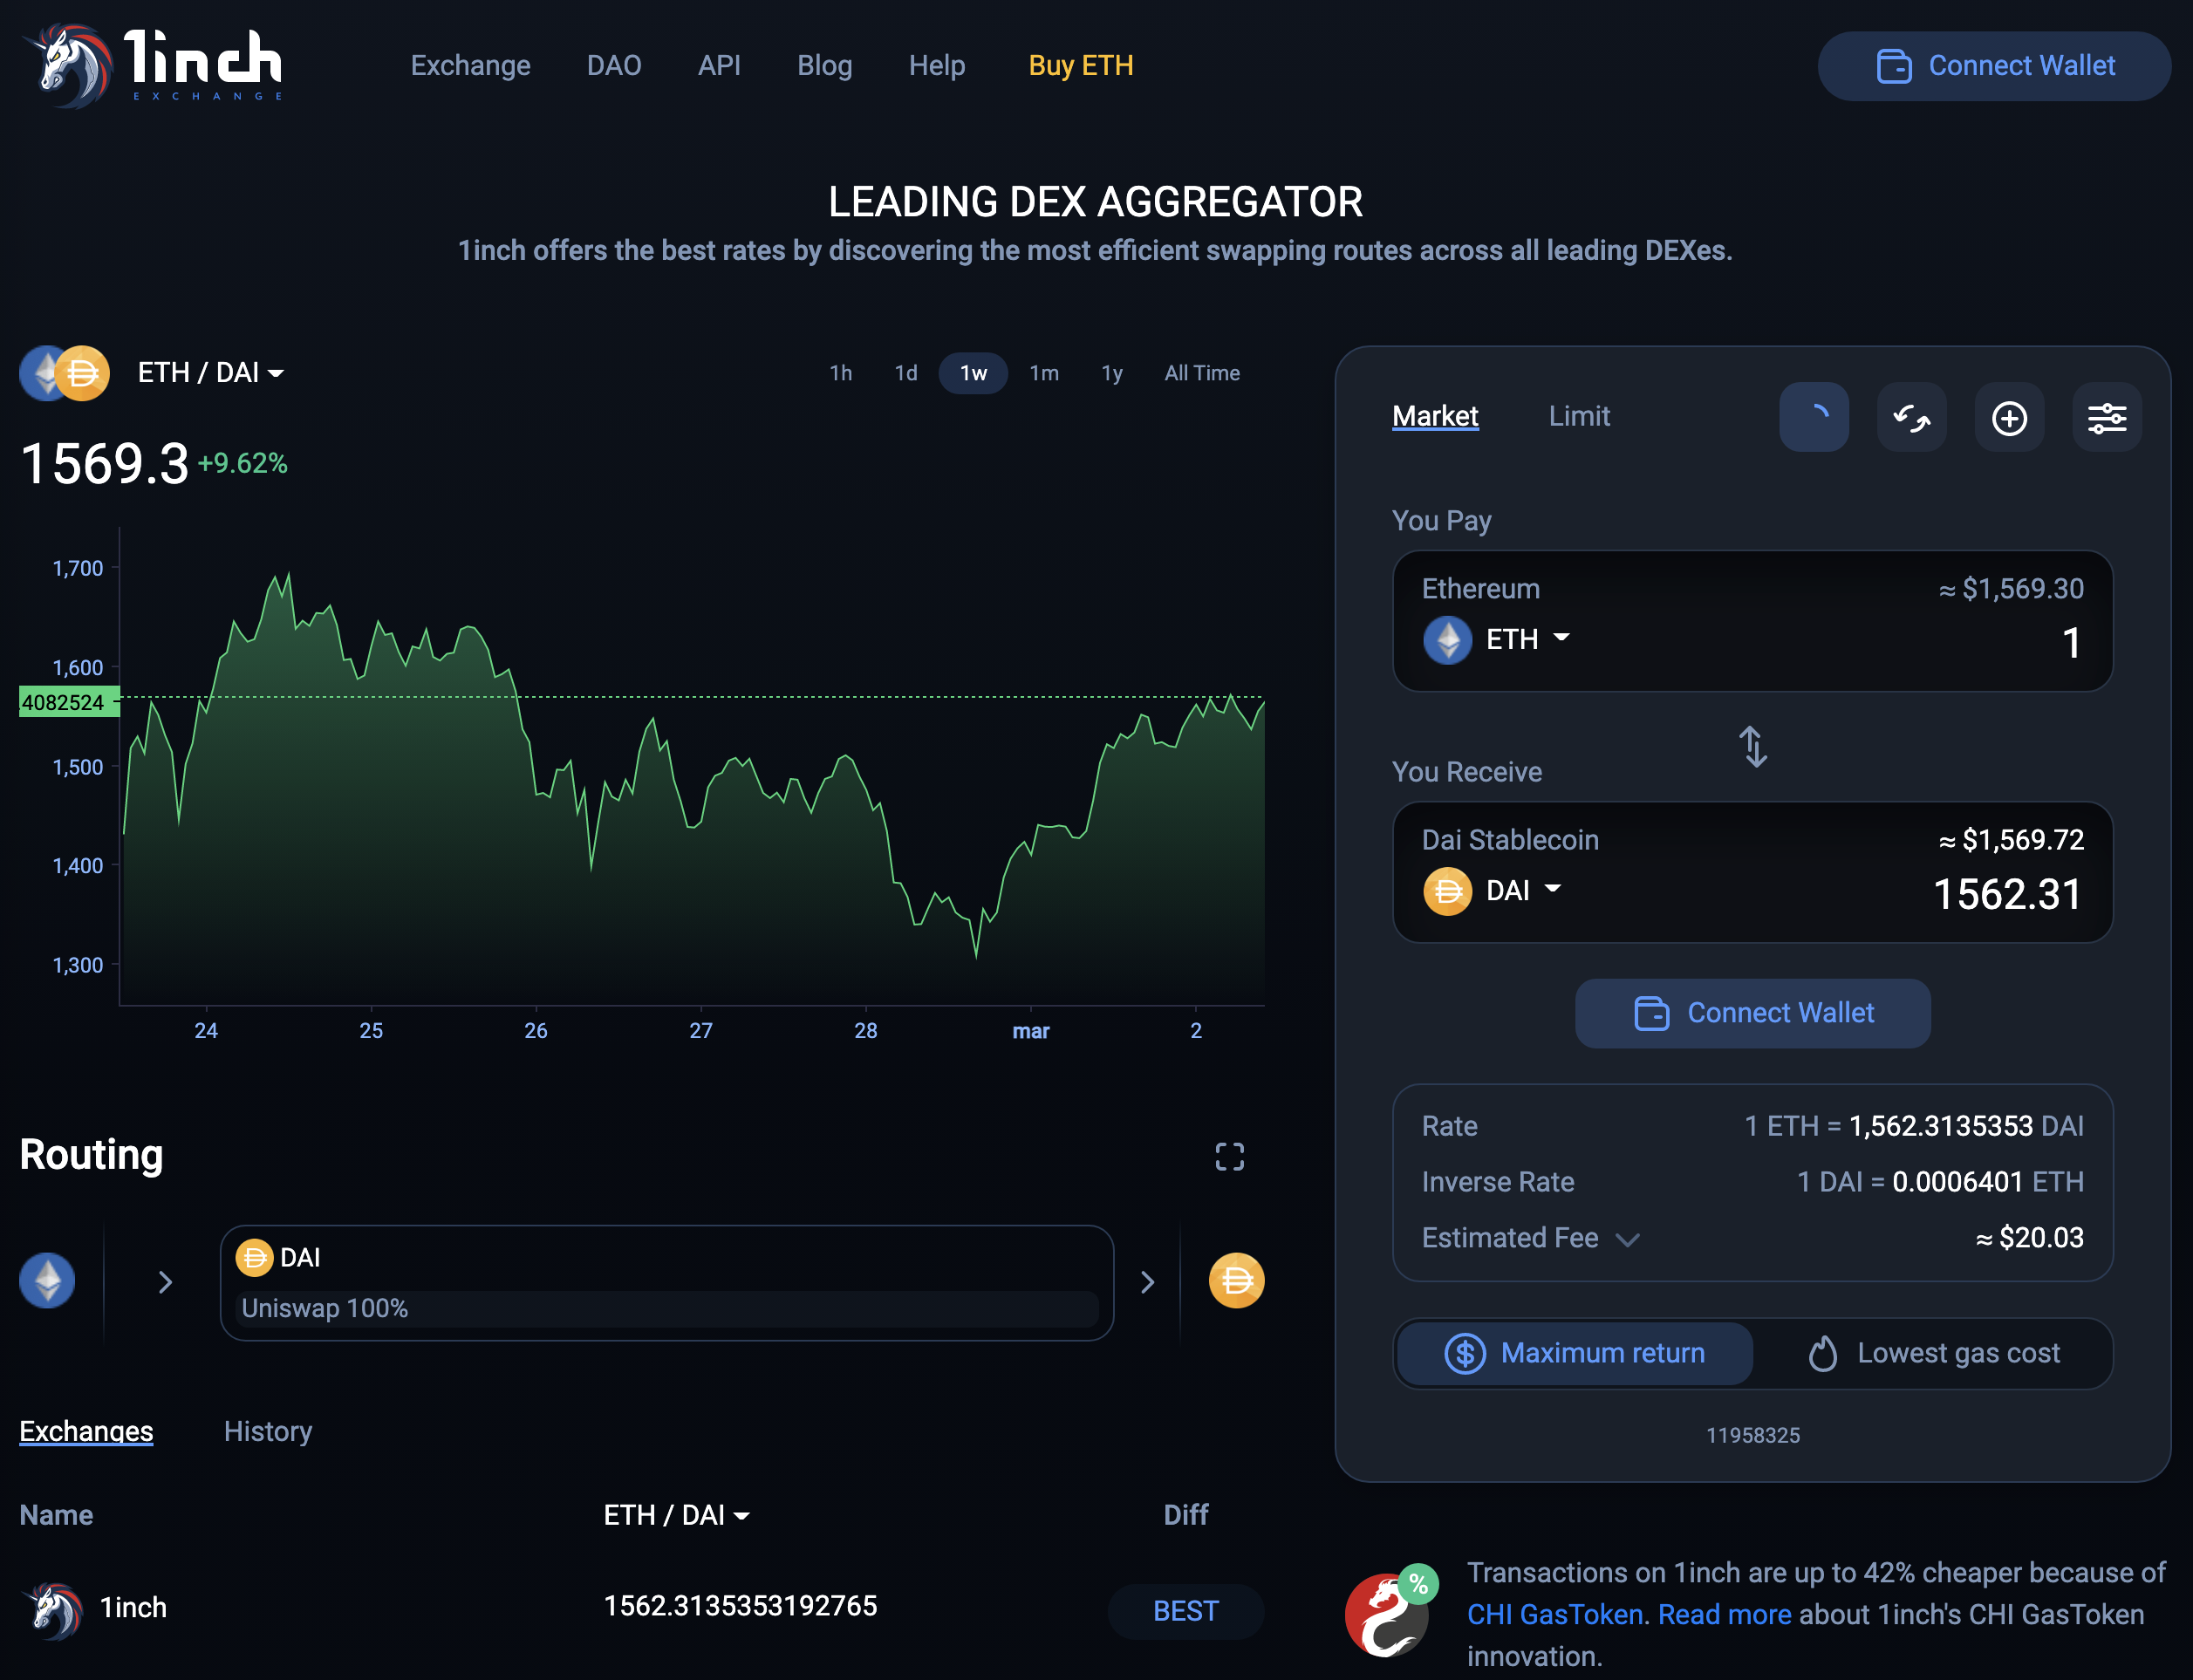 1inch
EXCHANGE
Exchange DAO API Blog Help Buy ETH
Connect Wallet
LEADING DEX AGGREGATOR
1inch offers the best rates by discovering the most efficient swapping routes across all leading DEXes.
ETH / DAI
1h 1d 1w 1m 1y All Time
1569.3 +9.62%
1,700
1,600
4082524
1,500
1,400
1,300
24 25 26 27 28 mar 2
Routing
DAI
Uniswap 100%
Exchanges History
Name ETH / DAI Diff
1inch 1562.3135353192765 BEST
Market Limit
You Pay
Ethereum ≈ $1,569.30
ETH 1
You Receive
Dai Stablecoin ≈ $1,569.72
DAI 1562.31
Connect Wallet
Rate 1 ETH = 1,562.3135353 DAI
Inverse Rate 1 DAI = 0.0006401 ETH
Estimated Fee ≈ $20.03
Maximum return Lowest gas cost
11958325
%
Transactions on 1inch are up to 42% cheaper because of
CHI GasToken. Read more about 1inch's CHI GasToken
innovation.